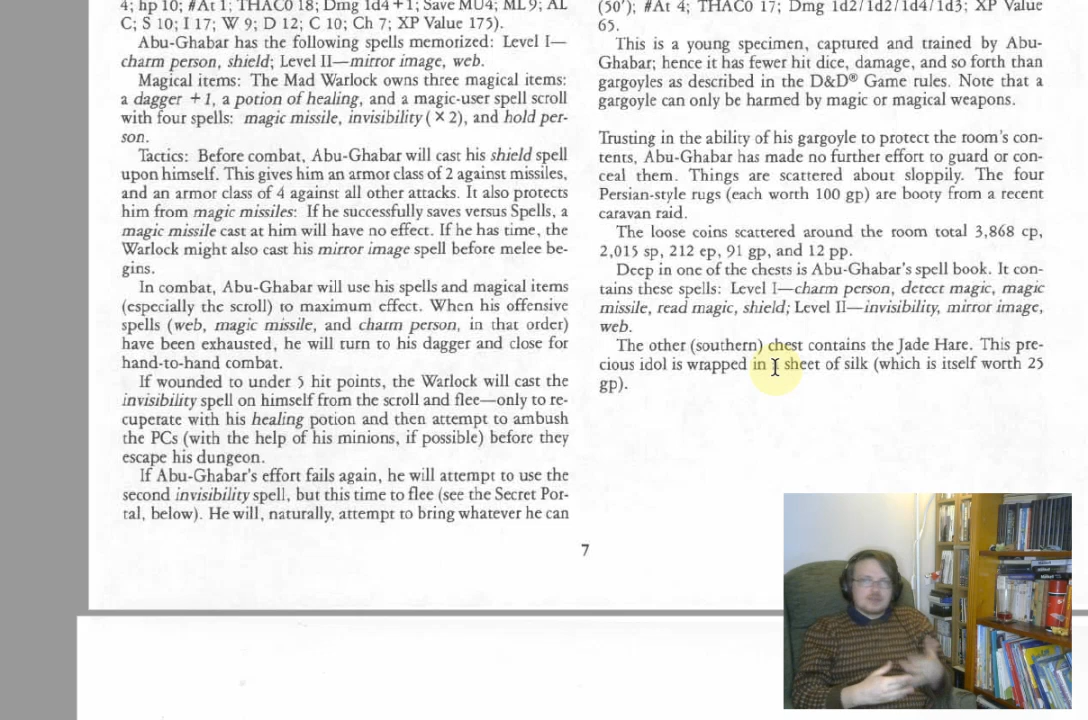 4; hp 10; #At 1; THAC0 18; Dmg 1d4 + 1; Save MU4; ML 9; AL
C; S 10; I 17; W 9; D 12; C 10; Ch 7; XP Value 175).
Abu-Ghabar has the following spells memorized: Level I—
charm person, shield; Level II—mirror image, web.
Magical items: The Mad Warlock owns three magical items:
a dagger +1, a potion of healing, and a magic-user spell scroll
with four spells: magic missile, invisibility (×2), and hold per-
son.
Tactics: Before combat, Abu-Ghabar will cast his shield spell
upon himself. This gives him an armor class of 2 against missiles,
and an armor class of 4 against all other attacks. It also protects
him from magic missiles: If he successfully saves versus Spells, a
magic missile cast at him will have no effect. If he has time, the
Warlock might also cast his mirror image spell before melee be-
gins.
In combat, Abu-Ghabar will use his spells and magical items
(especially the scroll) to maximum effect. When his offensive
spells (web, magic missile, and charm person, in that order)
have been exhausted, he will turn to his dagger and close for
hand-to-hand combat.
If wounded to under 5 hit points, the Warlock will cast the
invisibility spell on himself from the scroll and flee—only to re-
cuperate with his healing potion and then attempt to ambush
the PCs (with the help of his minions, if possible) before they
escape his dungeon.
If Abu-Ghabar's effort fails again, he will attempt to use the
second invisibility spell, but this time to flee (see the Secret Por-
tal, below). He will, naturally, attempt to bring whatever he can
(50'); #At 4; THAC0 17; Dmg 1d2/1d2/1d4/1d3; XP Value
65.
This is a young specimen, captured and trained by Abu-
Ghabar; hence it has fewer hit dice, damage, and so forth than
gargoyles as described in the D&D® Game rules. Note that a
gargoyle can only be harmed by magic or magical weapons.
Trusting in the ability of his gargoyle to protect the room's con-
tents, Abu-Ghabar has made no further effort to guard or con-
ceal them. Things are scattered about sloppily. The four
Persian-style rugs (each worth 100 gp) are booty from a recent
caravan raid.
The loose coins scattered around the room total 3,868 cp,
2,015 sp, 212 ep, 91 gp, and 12 pp.
Deep in one of the chests is Abu-Ghabar's spell book. It con-
tains these spells: Level I—charm person, detect magic, magic
missile, read magic, shield; Level II—invisibility, mirror image,
web.
The other (southern) chest contains the Jade Hare. This pre-
cious idol is wrapped in a sheet of silk (which is itself worth 25
gp).
7